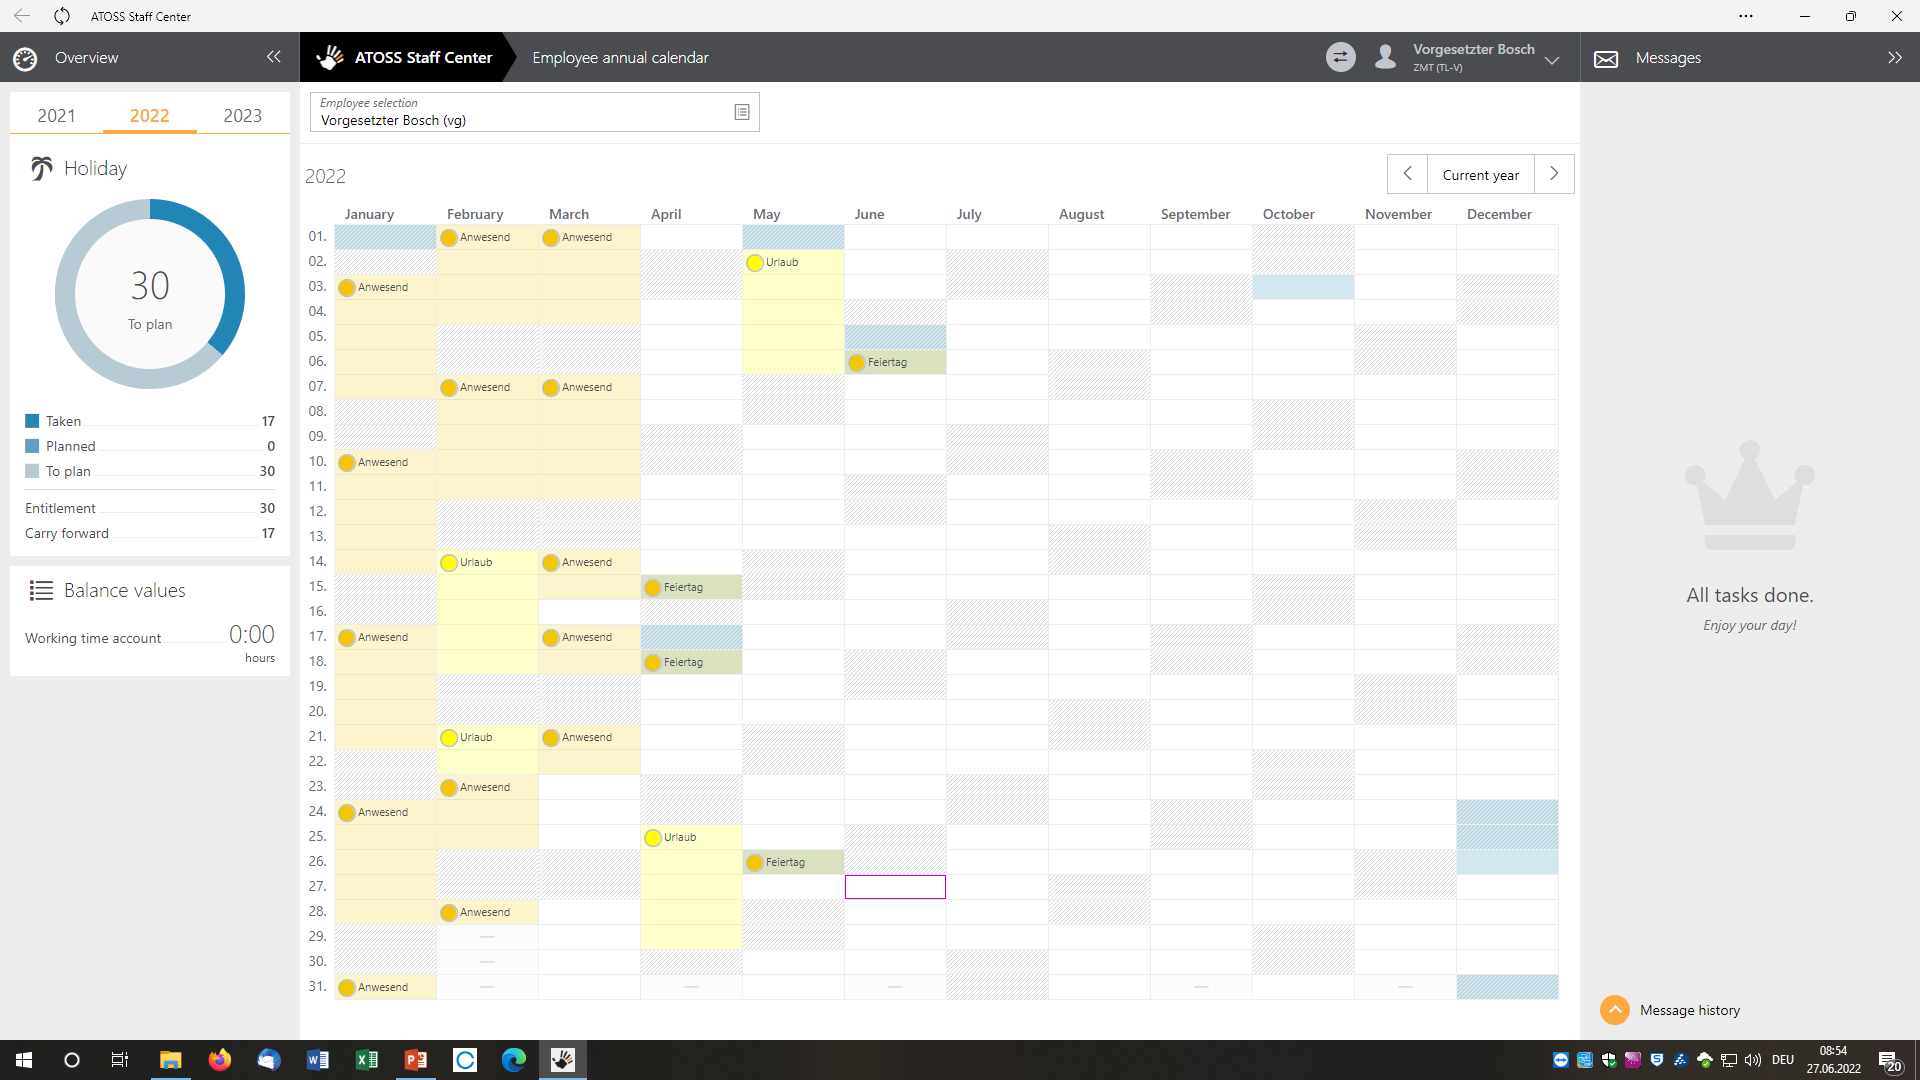 ATOSS Staff Center
Overview
ATOSS Staff Center
Employee annual calendar
Vorgesetzter Bosch
ZMT (TL-V)
Messages
2021 2022 2023
Holiday
30
To plan
Taken 17
Planned 0
To plan 30
Entitlement 30
Carry forward 17
Balance values
Working time account 0:00
hours
Employee selection
Vorgesetzter Bosch (vg)
2022
Current year
January February March April May June July August September October November December
01. Anwesend Anwesend
02. Urlaub
03. Anwesend
04.
05.
06. Feiertag
07. Anwesend Anwesend
08.
09.
10. Anwesend
11.
12.
13.
14. Urlaub Anwesend
15. Feiertag
16.
17. Anwesend Anwesend
18. Feiertag
19.
20.
21. Urlaub Anwesend
22.
23. Anwesend
24. Anwesend
25. Urlaub
26. Feiertag
27.
28. Anwesend
29. —
30. —
31. Anwesend — — — — —
All tasks done.
Enjoy your day!
Message history
DEU
08:54
27.06.2022
20